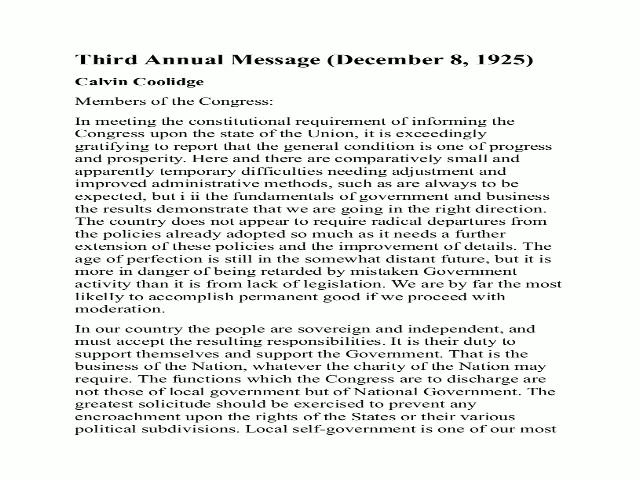 Third Annual Message (December 8, 1925)
Calvin Coolidge
Members of the Congress:
In meeting the constitutional requirement of informing the
Congress upon the state of the Union, it is exceedingly
gratifying to report that the general condition is one of progress
and prosperity. Here and there are comparatively small and
apparently temporary difficulties needing adjustment and
improved administrative methods, such as are always to be
expected, but i ii the fundamentals of government and business
the results demonstrate that we are going in the right direction.
The country does not appear to require radical departures from
the policies already adopted so much as it needs a further
extension of these policies and the improvement of details. The
age of perfection is still in the somewhat distant future, but it is
more in danger of being retarded by mistaken Government
activity than it is from lack of legislation. We are by far the most
likelly to accomplish permanent good if we proceed with
moderation.
In our country the people are sovereign and independent, and
must accept the resulting responsibilities. It is their duty to
support themselves and support the Government. That is the
business of the Nation, whatever the charity of the Nation may
require. The functions which the Congress are to discharge are
not those of local government but of National Government. The
greatest solicitude should be exercised to prevent any
encroachment upon the rights of the States or their various
political subdivisions. Local self-government is one of our most